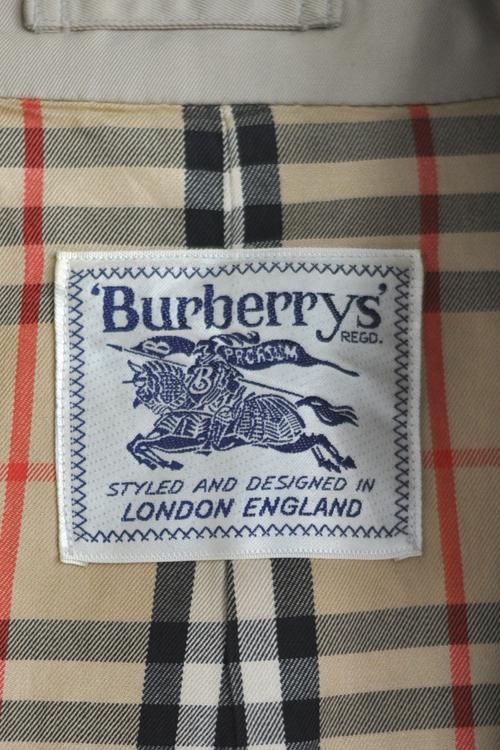 'Burberrys'
REGD.
PRORSUM
B
STYLED AND DESIGNED IN
LONDON ENGLAND